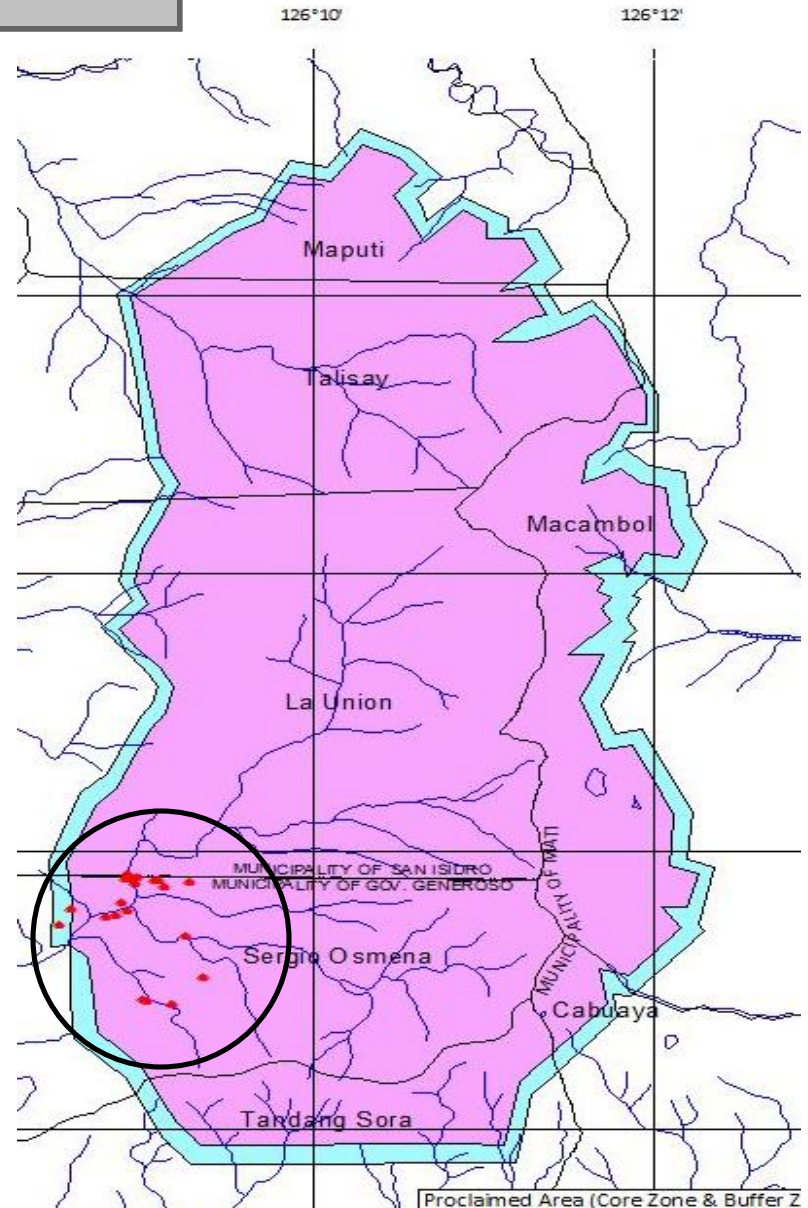 126°10'
126°12'
Maputi
Talisay
Macambol
La Union
MUNICIPALITY OF SAN ISIDRO
MUNICIPALITY OF GOV. GENEROSO
MUNICIPALITY OF MATI
Sergio Osmena
Cabuaya
Tandang Sora
Proclaimed Area (Core Zone & Buffer Z